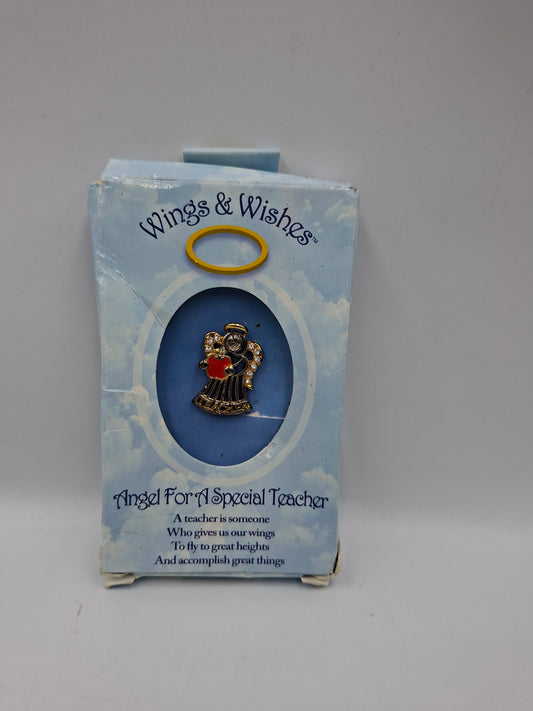 Wings & Wishes™
TEACHER
Angel For A Special Teacher
A teacher is someone
Who gives us our wings
To fly to great heights
And accomplish great things